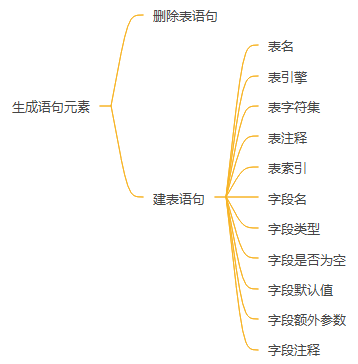 删除表语句
生成语句元素
建表语句
表名
表引擎
表字符集
表注释
表索引
字段名
字段类型
字段是否为空
字段默认值
字段额外参数
字段注释